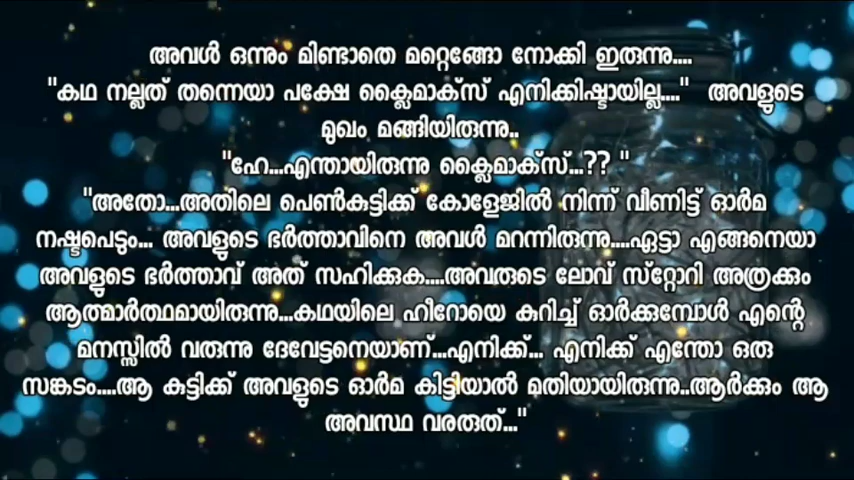 അവൾ ഒന്നും മിണ്ടാതെ മറ്റെങ്ങോ നോക്കി ഇരുന്നു....
"കഥ നല്ലത് തന്നെയാ പക്ഷേ ക്ലൈമാക്സ് എനിക്കിഷ്ടായില്ല...." അവളുടെ
മുഖം മങ്ങിയിരുന്നു..
"ഹേ...എന്തായിരുന്നു ക്ലൈമാക്സ്...?? "
"അതോ...അതിലെ പെൺകുട്ടിക്ക് കോളേജിൽ നിന്ന് വീണിട്ട് ഓർമ
നഷ്ടപെടും... അവളുടെ ഭർത്താവിനെ അവൾ മറന്നിരുന്നു....ഏട്ടാ എങ്ങനെയാ
അവളുടെ ഭർത്താവ് അത് സഹിക്കുക....അവരുടെ ലോവ് സ്റ്റോറി അത്രക്കും
ആത്മാർത്ഥമായിരുന്നു...കഥയിലെ ഹീറോയെ കുറിച്ച് ഓർക്കുമ്പോൾ എന്റെ
മനസ്സിൽ വരുന്നു ദേവേട്ടനെയാണ്...എനിക്ക്... എനിക്ക് എന്തോ ഒരു
സങ്കടം....ആ കുട്ടിക്ക് അവളുടെ ഓർമ കിട്ടിയാൽ മതിയായിരുന്നു..ആർക്കും ആ
അവസ്ഥ വരരുത്..."